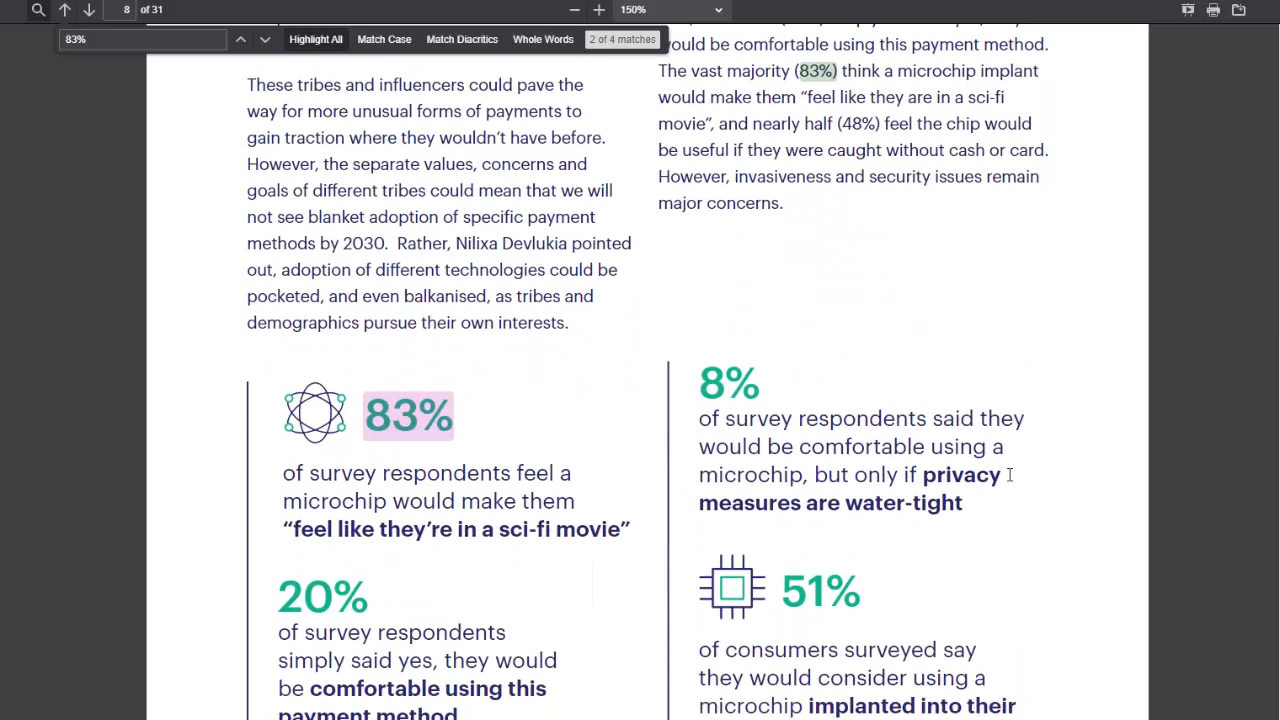 8 of 31
150%
83%
Highlight All
Match Case
Match Diacritics
Whole Words
2 of 4 matches
These tribes and influencers could pave the
way for more unusual forms of payments to
gain traction where they wouldn't have before.
However, the separate values, concerns and
goals of different tribes could mean that we will
not see blanket adoption of specific payment
methods by 2030. Rather, Nilixa Devlukia pointed
out, adoption of different technologies could be
pocketed, and even balkanised, as tribes and
demographics pursue their own interests.
would be comfortable using this payment method.
The vast majority (83%) think a microchip implant
would make them “feel like they are in a sci-fi
movie”, and nearly half (48%) feel the chip would
be useful if they were caught without cash or card.
However, invasiveness and security issues remain
major concerns.
83%
of survey respondents feel a
microchip would make them
“feel like they’re in a sci-fi movie”
20%
of survey respondents
simply said yes, they would
be comfortable using this
payment method
8%
of survey respondents said they
would be comfortable using a
microchip, but only if privacy
measures are water-tight
51%
of consumers surveyed say
they would consider using a
microchip implanted into their